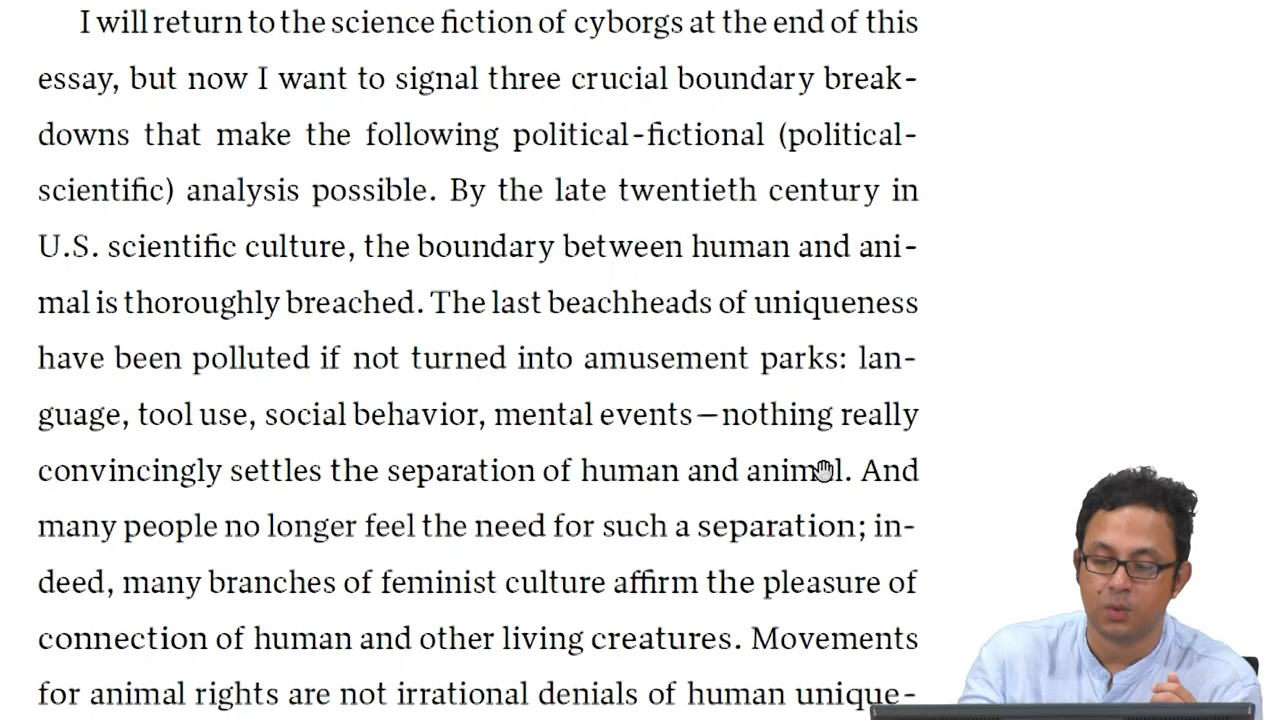 I will return to the science fiction of cyborgs at the end of this
essay, but now I want to signal three crucial boundary break-
downs that make the following political-fictional (political-
scientific) analysis possible. By the late twentieth century in
U.S. scientific culture, the boundary between human and ani-
mal is thoroughly breached. The last beachheads of uniqueness
have been polluted if not turned into amusement parks: lan-
guage, tool use, social behavior, mental events—nothing really
convincingly settles the separation of human and animal. And
many people no longer feel the need for such a separation; in-
deed, many branches of feminist culture affirm the pleasure of
connection of human and other living creatures. Movements
for animal rights are not irrational denials of human unique-